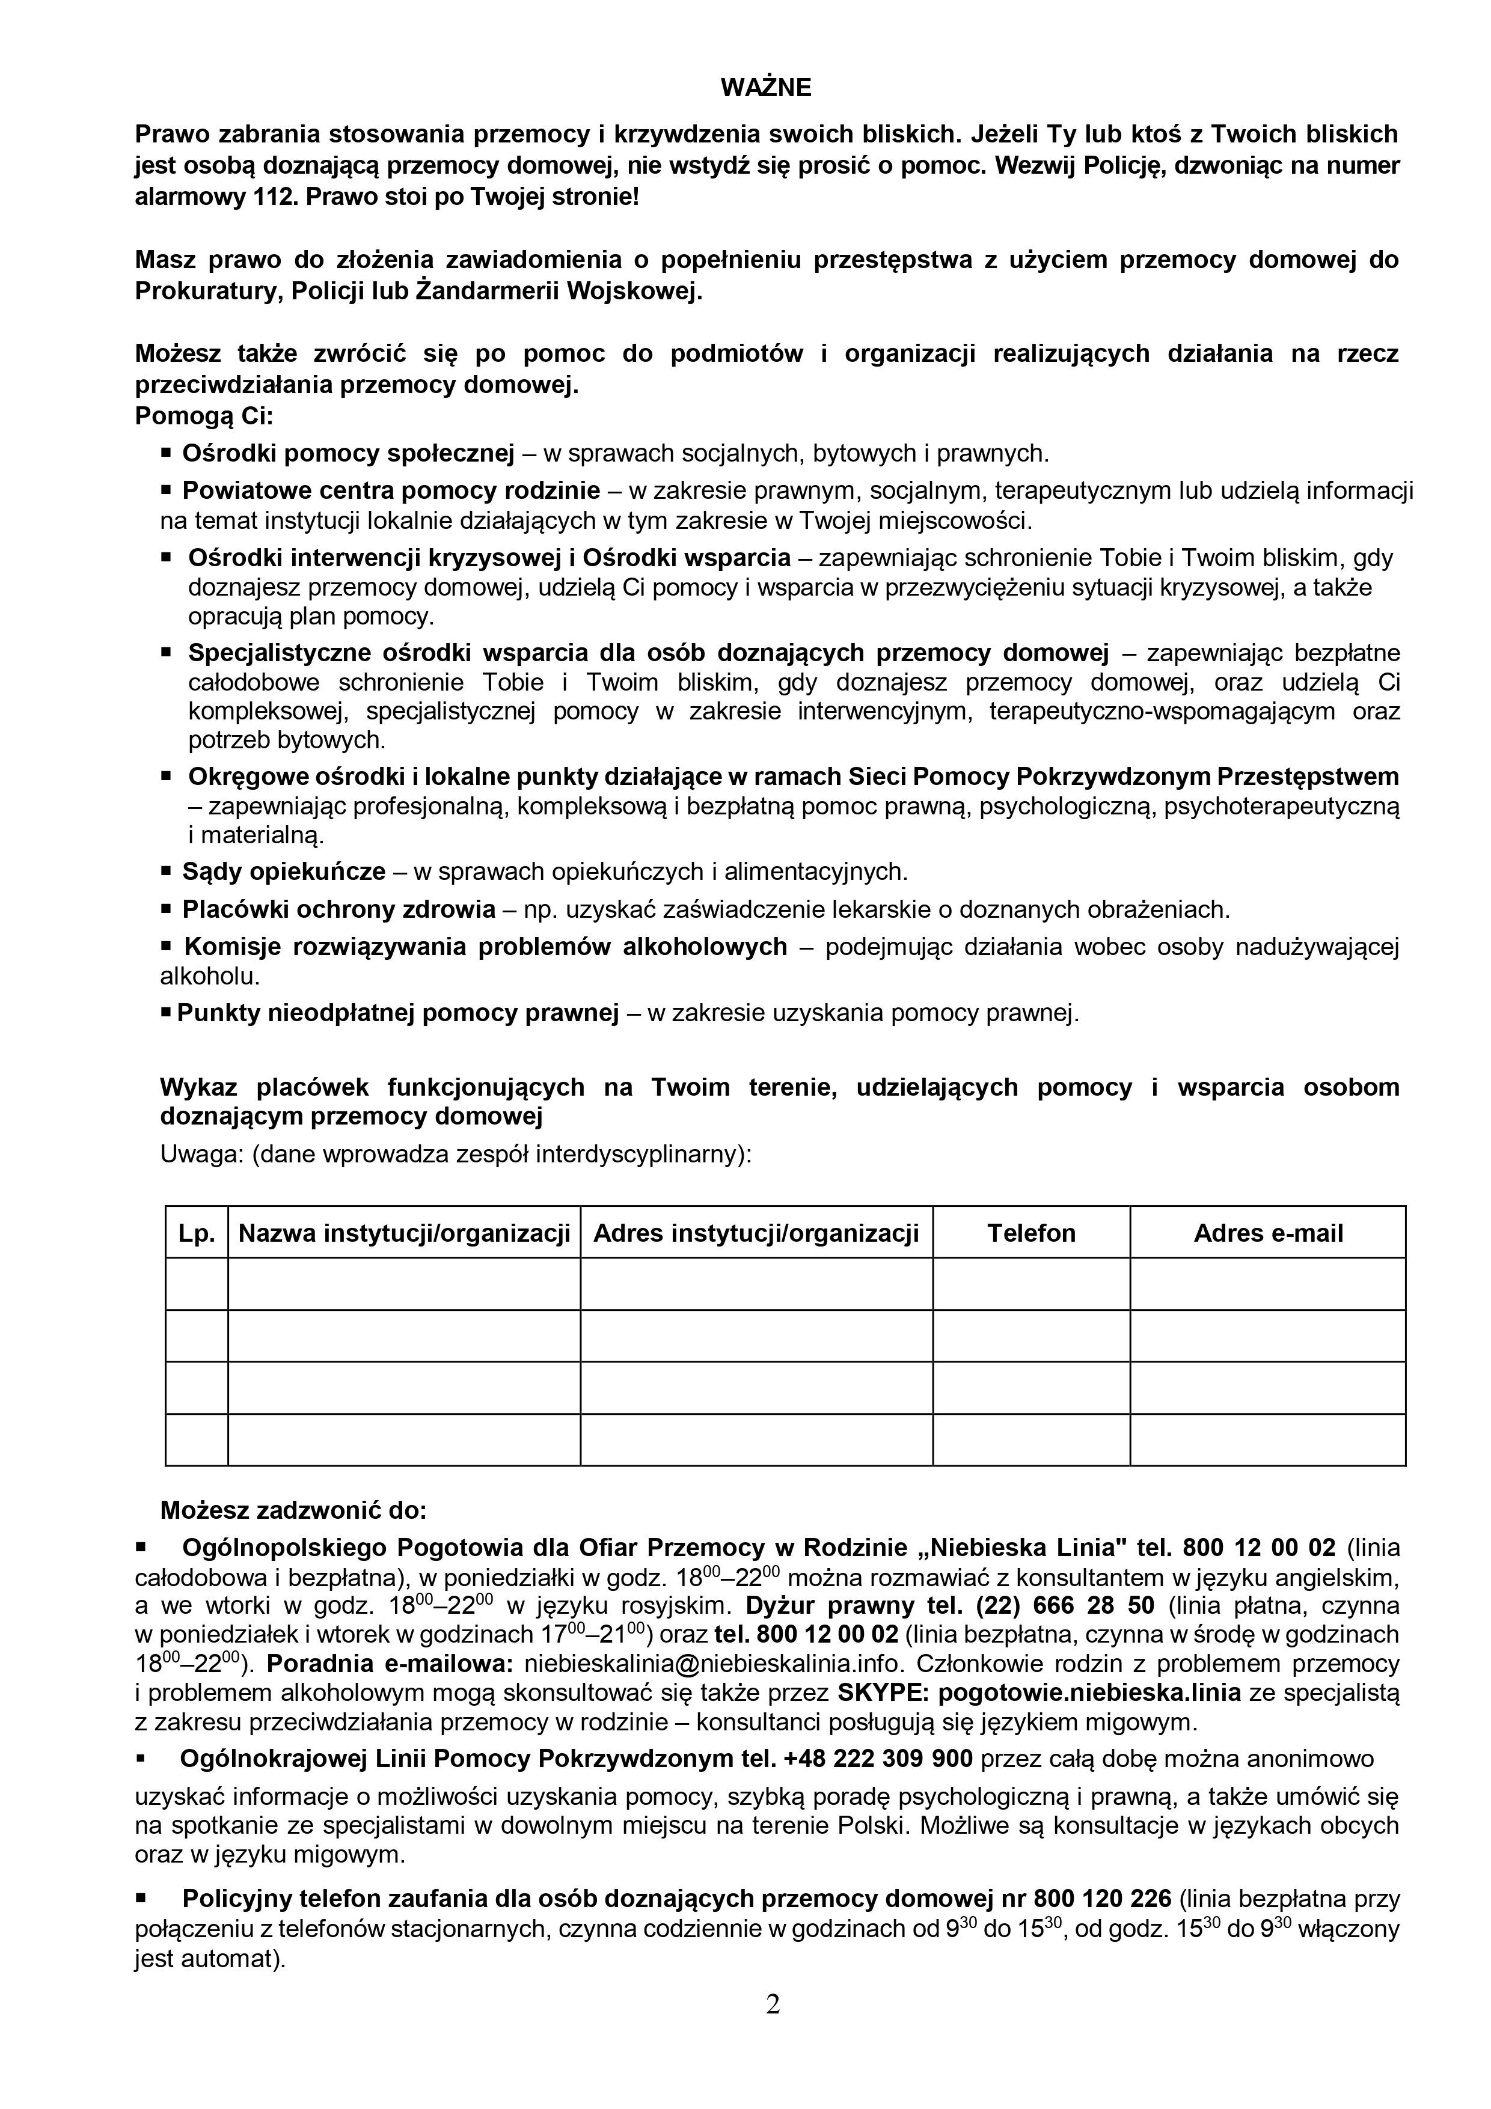 WAŻNE
Prawo zabrania stosowania przemocy i krzywdzenia swoich bliskich. Jeżeli Ty lub ktoś z Twoich bliskich
jest osobą doznającą przemocy domowej, nie wstydź się prosić o pomoc. Wezwij Policję, dzwoniąc na numer
alarmowy 112. Prawo stoi po Twojej stronie!
Masz prawo do złożenia zawiadomienia o popełnieniu przestępstwa z użyciem przemocy domowej do
Prokuratury, Policji lub Żandarmerii Wojskowej.
Możesz także zwrócić się po pomoc do podmiotów i organizacji realizujących działania na rzecz
przeciwdziałania przemocy domowej.
Pomogą Ci:
▪ Ośrodki pomocy społecznej – w sprawach socjalnych, bytowych i prawnych.
▪ Powiatowe centra pomocy rodzinie – w zakresie prawnym, socjalnym, terapeutycznym lub udzielą informacji
na temat instytucji lokalnie działających w tym zakresie w Twojej miejscowości.
▪ Ośrodki interwencji kryzysowej i Ośrodki wsparcia – zapewniając schronienie Tobie i Twoim bliskim, gdy
doznajesz przemocy domowej, udzielą Ci pomocy i wsparcia w przezwyciężeniu sytuacji kryzysowej, a także
opracują plan pomocy.
▪ Specjalistyczne ośrodki wsparcia dla osób doznających przemocy domowej – zapewniając bezpłatne
całodobowe schronienie Tobie i Twoim bliskim, gdy doznajesz przemocy domowej, oraz udzielą Ci
kompleksowej, specjalistycznej pomocy w zakresie interwencyjnym, terapeutyczno-wspomagającym oraz
potrzeb bytowych.
▪ Okręgowe ośrodki i lokalne punkty działające w ramach Sieci Pomocy Pokrzywdzonym Przestępstwem
– zapewniając profesjonalną, kompleksową i bezpłatną pomoc prawną, psychologiczną, psychoterapeutyczną
i materialną.
▪ Sądy opiekuńcze – w sprawach opiekuńczych i alimentacyjnych.
▪ Placówki ochrony zdrowia – np. uzyskać zaświadczenie lekarskie o doznanych obrażeniach.
▪ Komisje rozwiązywania problemów alkoholowych – podejmując działania wobec osoby nadużywającej
alkoholu.
▪ Punkty nieodpłatnej pomocy prawnej – w zakresie uzyskania pomocy prawnej.
Wykaz placówek funkcjonujących na Twoim terenie, udzielających pomocy i wsparcia osobom
doznającym przemocy domowej
Uwaga: (dane wprowadza zespół interdyscyplinarny):
Lp. Nazwa instytucji/organizacji Adres instytucji/organizacji Telefon Adres e-mail
Możesz zadzwonić do:
▪ Ogólnopolskiego Pogotowia dla Ofiar Przemocy w Rodzinie „Niebieska Linia" tel. 800 12 00 02 (linia
całodobowa i bezpłatna), w poniedziałki w godz. 18⁰⁰–22⁰⁰ można rozmawiać z konsultantem w języku angielskim,
a we wtorki w godz. 18⁰⁰–22⁰⁰ w języku rosyjskim. Dyżur prawny tel. (22) 666 28 50 (linia płatna, czynna
w poniedziałek i wtorek w godzinach 17⁰⁰–21⁰⁰) oraz tel. 800 12 00 02 (linia bezpłatna, czynna w środę w godzinach
18⁰⁰–22⁰⁰). Poradnia e-mailowa: niebieskalinia@niebieskalinia.info. Członkowie rodzin z problemem przemocy
i problemem alkoholowym mogą skonsultować się także przez SKYPE: pogotowie.niebieska.linia ze specjalistą
z zakresu przeciwdziałania przemocy w rodzinie – konsultanci posługują się językiem migowym.
▪ Ogólnokrajowej Linii Pomocy Pokrzywdzonym tel. +48 222 309 900 przez całą dobę można anonimowo
uzyskać informacje o możliwości uzyskania pomocy, szybką poradę psychologiczną i prawną, a także umówić się
na spotkanie ze specjalistami w dowolnym miejscu na terenie Polski. Możliwe są konsultacje w językach obcych
oraz w języku migowym.
▪ Policyjny telefon zaufania dla osób doznających przemocy domowej nr 800 120 226 (linia bezpłatna przy
połączeniu z telefonów stacjonarnych, czynna codziennie w godzinach od 9³⁰ do 15³⁰, od godz. 15³⁰ do 9³⁰ włączony
jest automat).
2